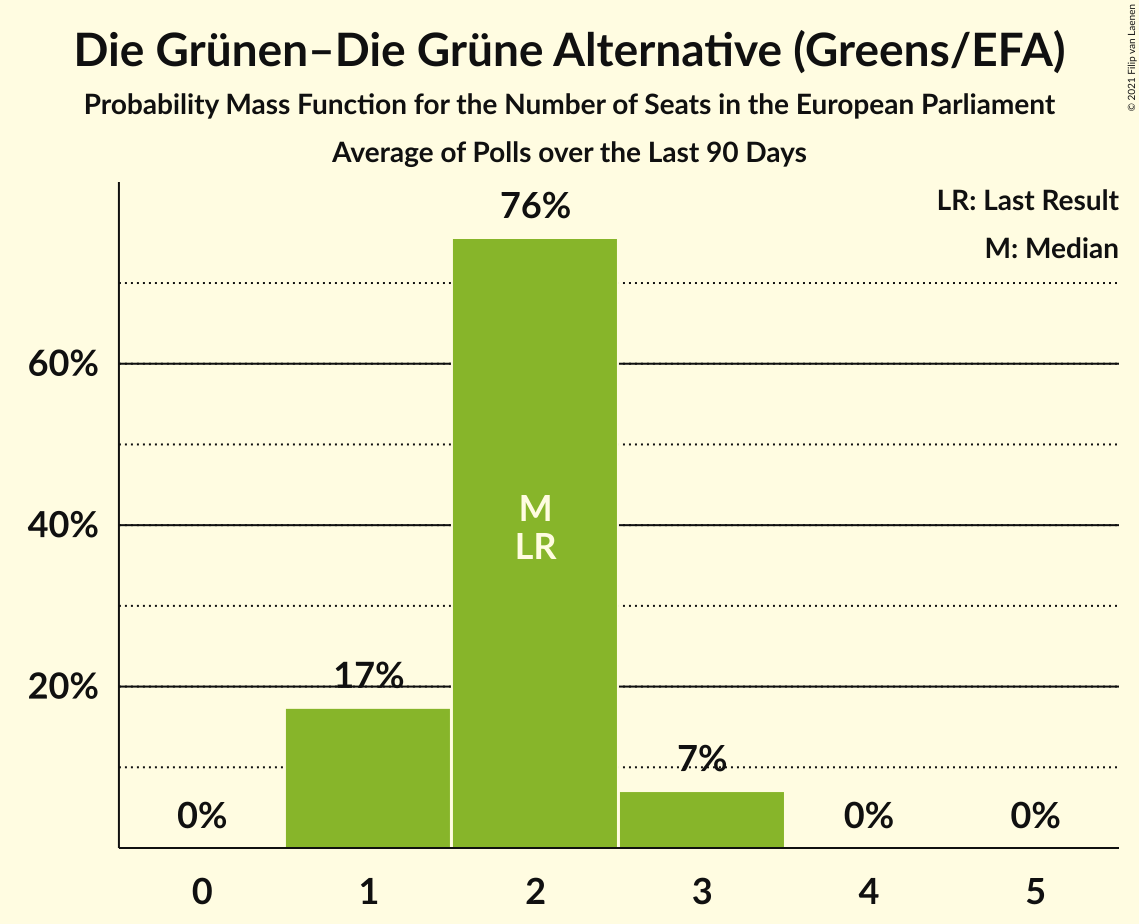 Die Grünen–Die Grüne Alternative (Greens/EFA)
Probability Mass Function for the Number of Seats in the European Parliament
Average of Polls over the Last 90 Days
© 2021 Filip van Laenen
LR: Last Result
M: Median
76%
60%
40%
20%
M
LR
17%
7%
0%
0%
0%
0 1 2 3 4 5